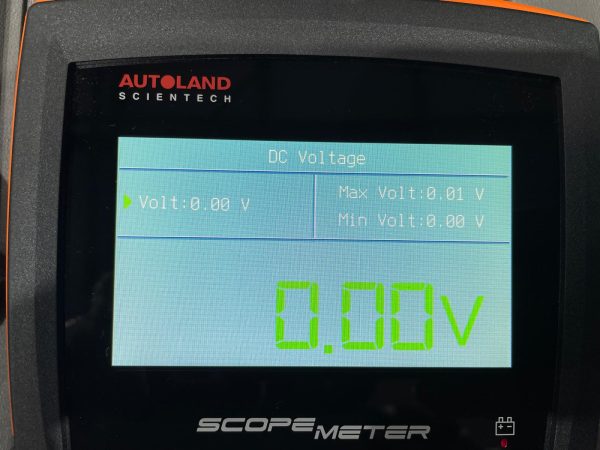 AUTOLAND
SCIENTECH
DC Voltage
Volt:0.00 V
Max Volt:0.01 V
Min Volt:0.00 V
0.00V
SCOPEMETER